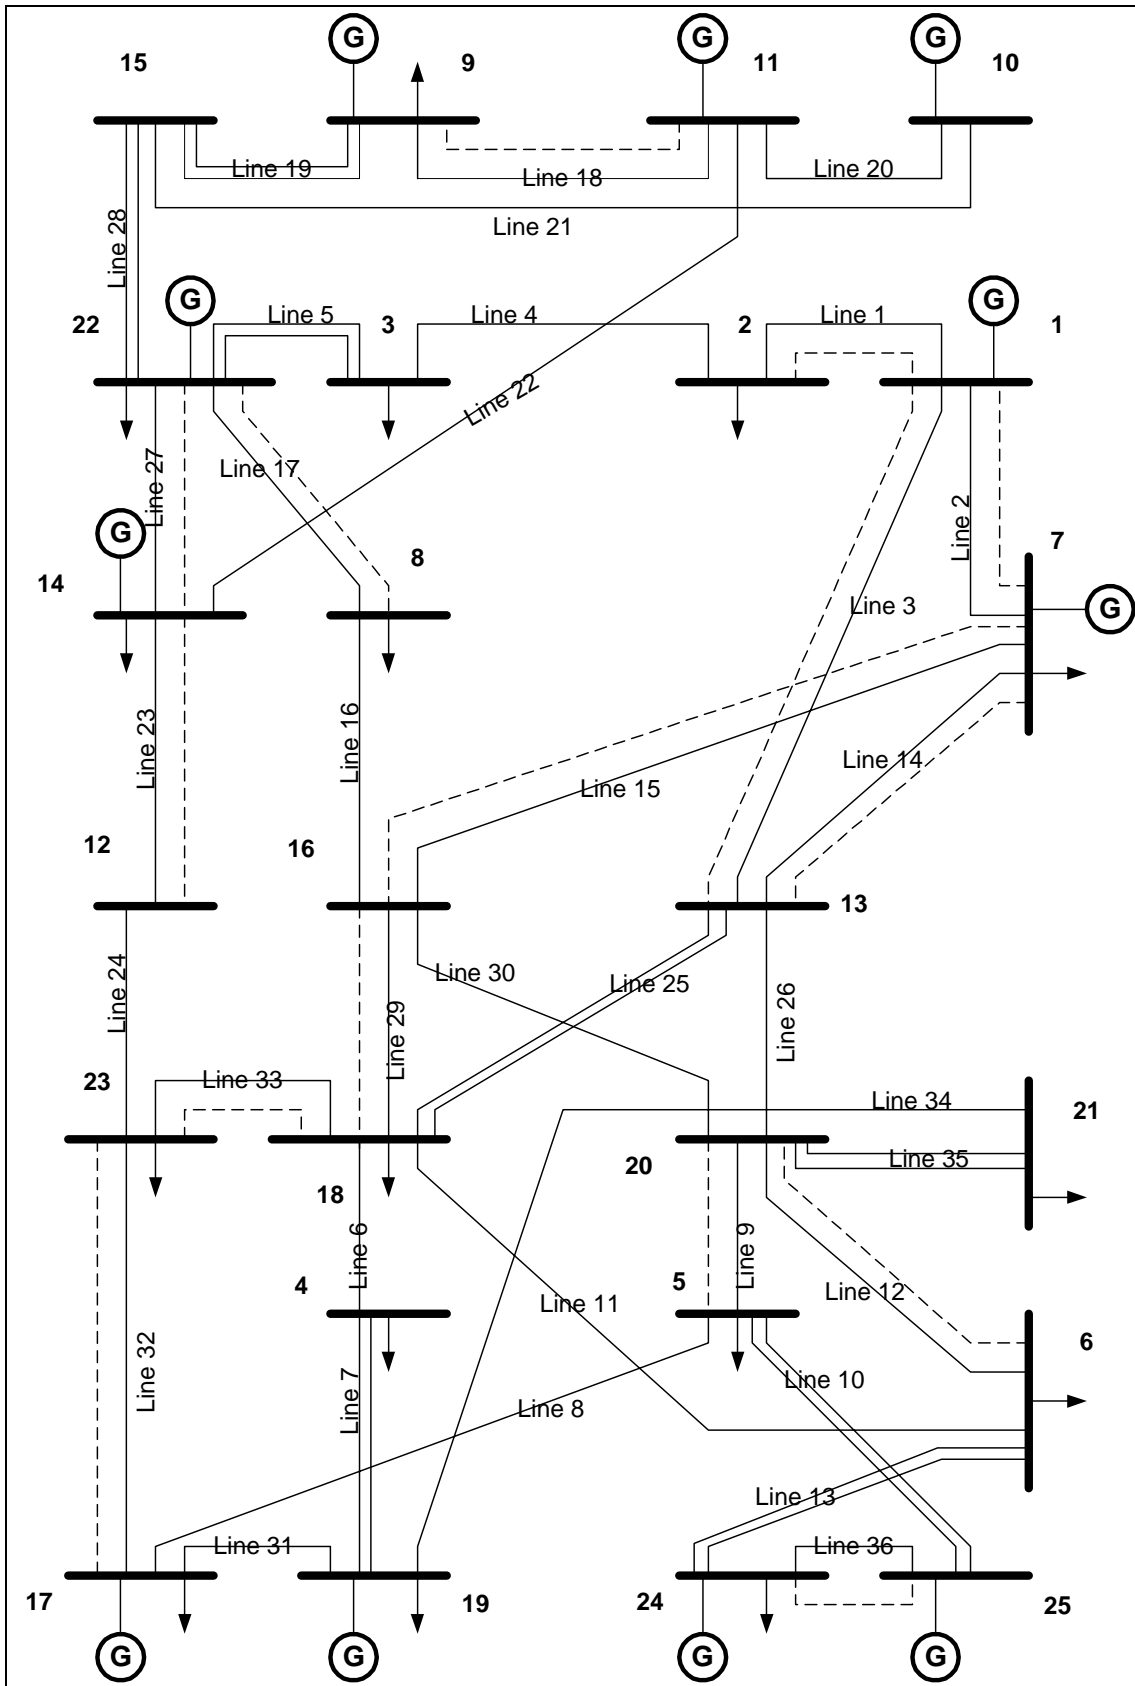 G G G
15 9 11 10
Line 19 Line 18 Line 20
Line 21
Line 28
G G
22 Line 5 3 Line 4 2 Line 1 1
Line 22
Line 17
Line 27
Line 2
G
14 8 7
Line 3 G
Line 23 Line 16
Line 14
Line 15
12 16 13
Line 30 Line 25
Line 24 Line 29 Line 26
23 Line 33
Line 34 21
Line 35
20
18
Line 6 Line 9
4 5
Line 11 Line 12
6
Line 32 Line 7
Line 10
Line 8
Line 13
Line 31 Line 36
17 19 24 25
G G G G